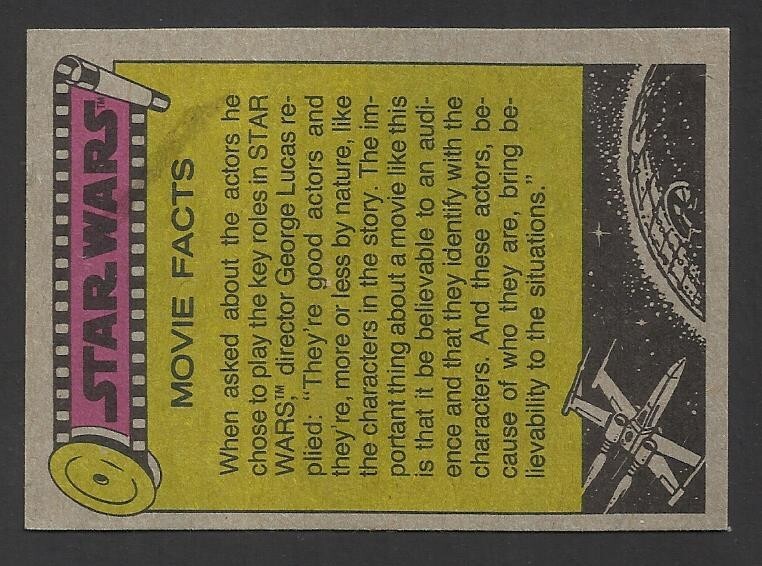 STAR WARS™
MOVIE FACTS
When asked about the actors he
chose to play the key roles in STAR
WARS,™ director George Lucas re-
plied: "They're good actors and
they're, more or less by nature, like
the characters in the story. The im-
portant thing about a movie like this
is that it be believable to an audi-
ence and that they identify with the
characters. And these actors, be-
cause of who they are, bring be-
lievability to the situations."